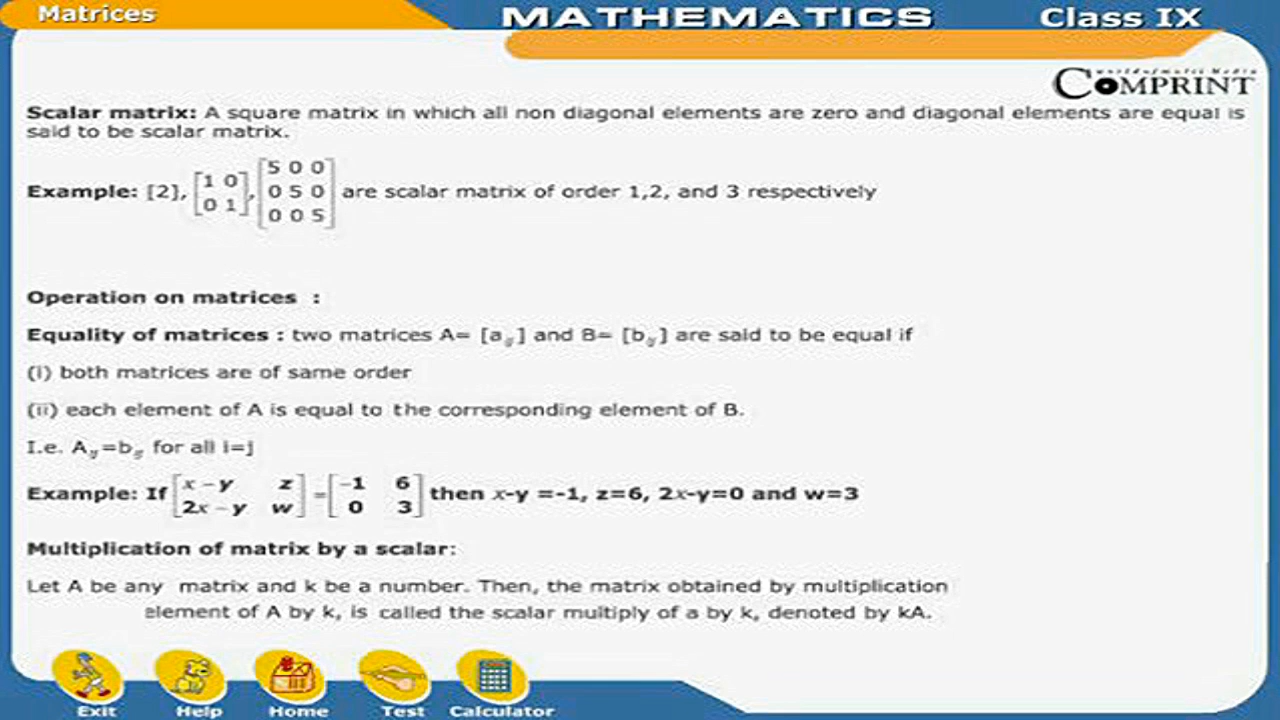 Matrices
MATHEMATICS
Class IX
COMPRINT
Scalar matrix: A square matrix in which all non diagonal elements are zero and diagonal elements are equal is
said to be scalar matrix.
Example: [2], [1 0
0 1], [5 0 0
0 5 0
0 0 5] are scalar matrix of order 1,2, and 3 respectively
Operation on matrices :
Equality of matrices : two matrices A= [a_ij] and B= [b_ij] are said to be equal if
(i) both matrices are of same order
(ii) each element of A is equal to the corresponding element of B.
I.e. A_ij=b_ij for all i=j
Example: If [x-y z
2x-y w] = [-1 6
0 3] then x-y =-1, z=6, 2x-y=0 and w=3
Multiplication of matrix by a scalar:
Let A be any matrix and k be a number. Then, the matrix obtained by multiplication
element of A by k, is called the scalar multiply of a by k, denoted by kA.
Exit Help Home Test Calculator